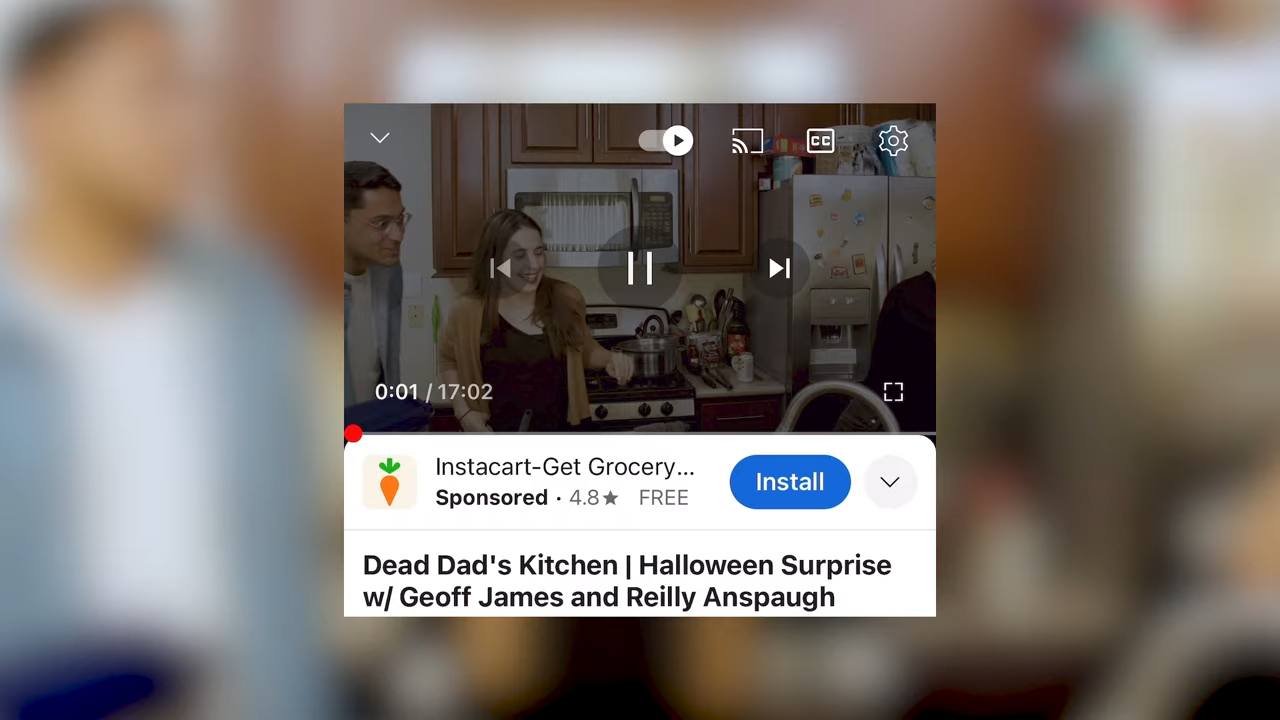 CC
0:01 / 17:02
Instacart-Get Grocery...
Sponsored · 4.8★ FREE
Install
Dead Dad's Kitchen | Halloween Surprise
w/ Geoff James and Reilly Anspaugh